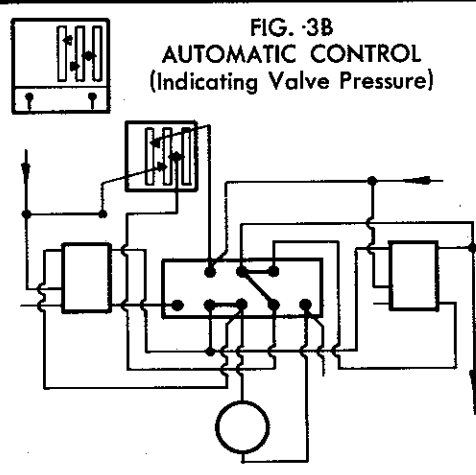 FIG. 3B
AUTOMATIC CONTROL
(Indicating Valve Pressure)